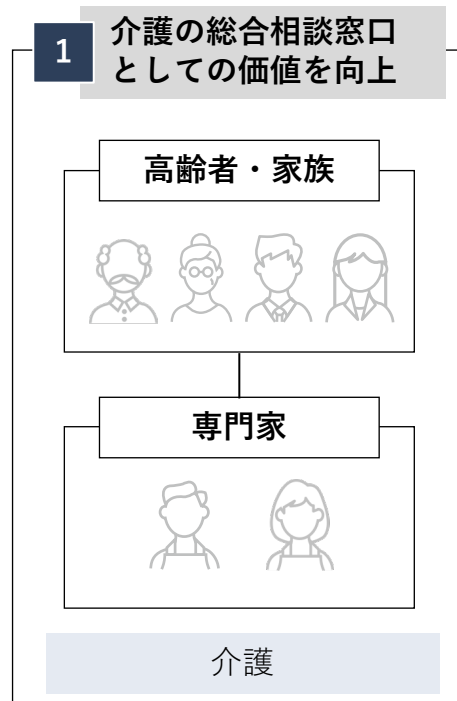 1
介護の総合相談窓口
としての価値を向上
高齢者・家族
専門家
介護